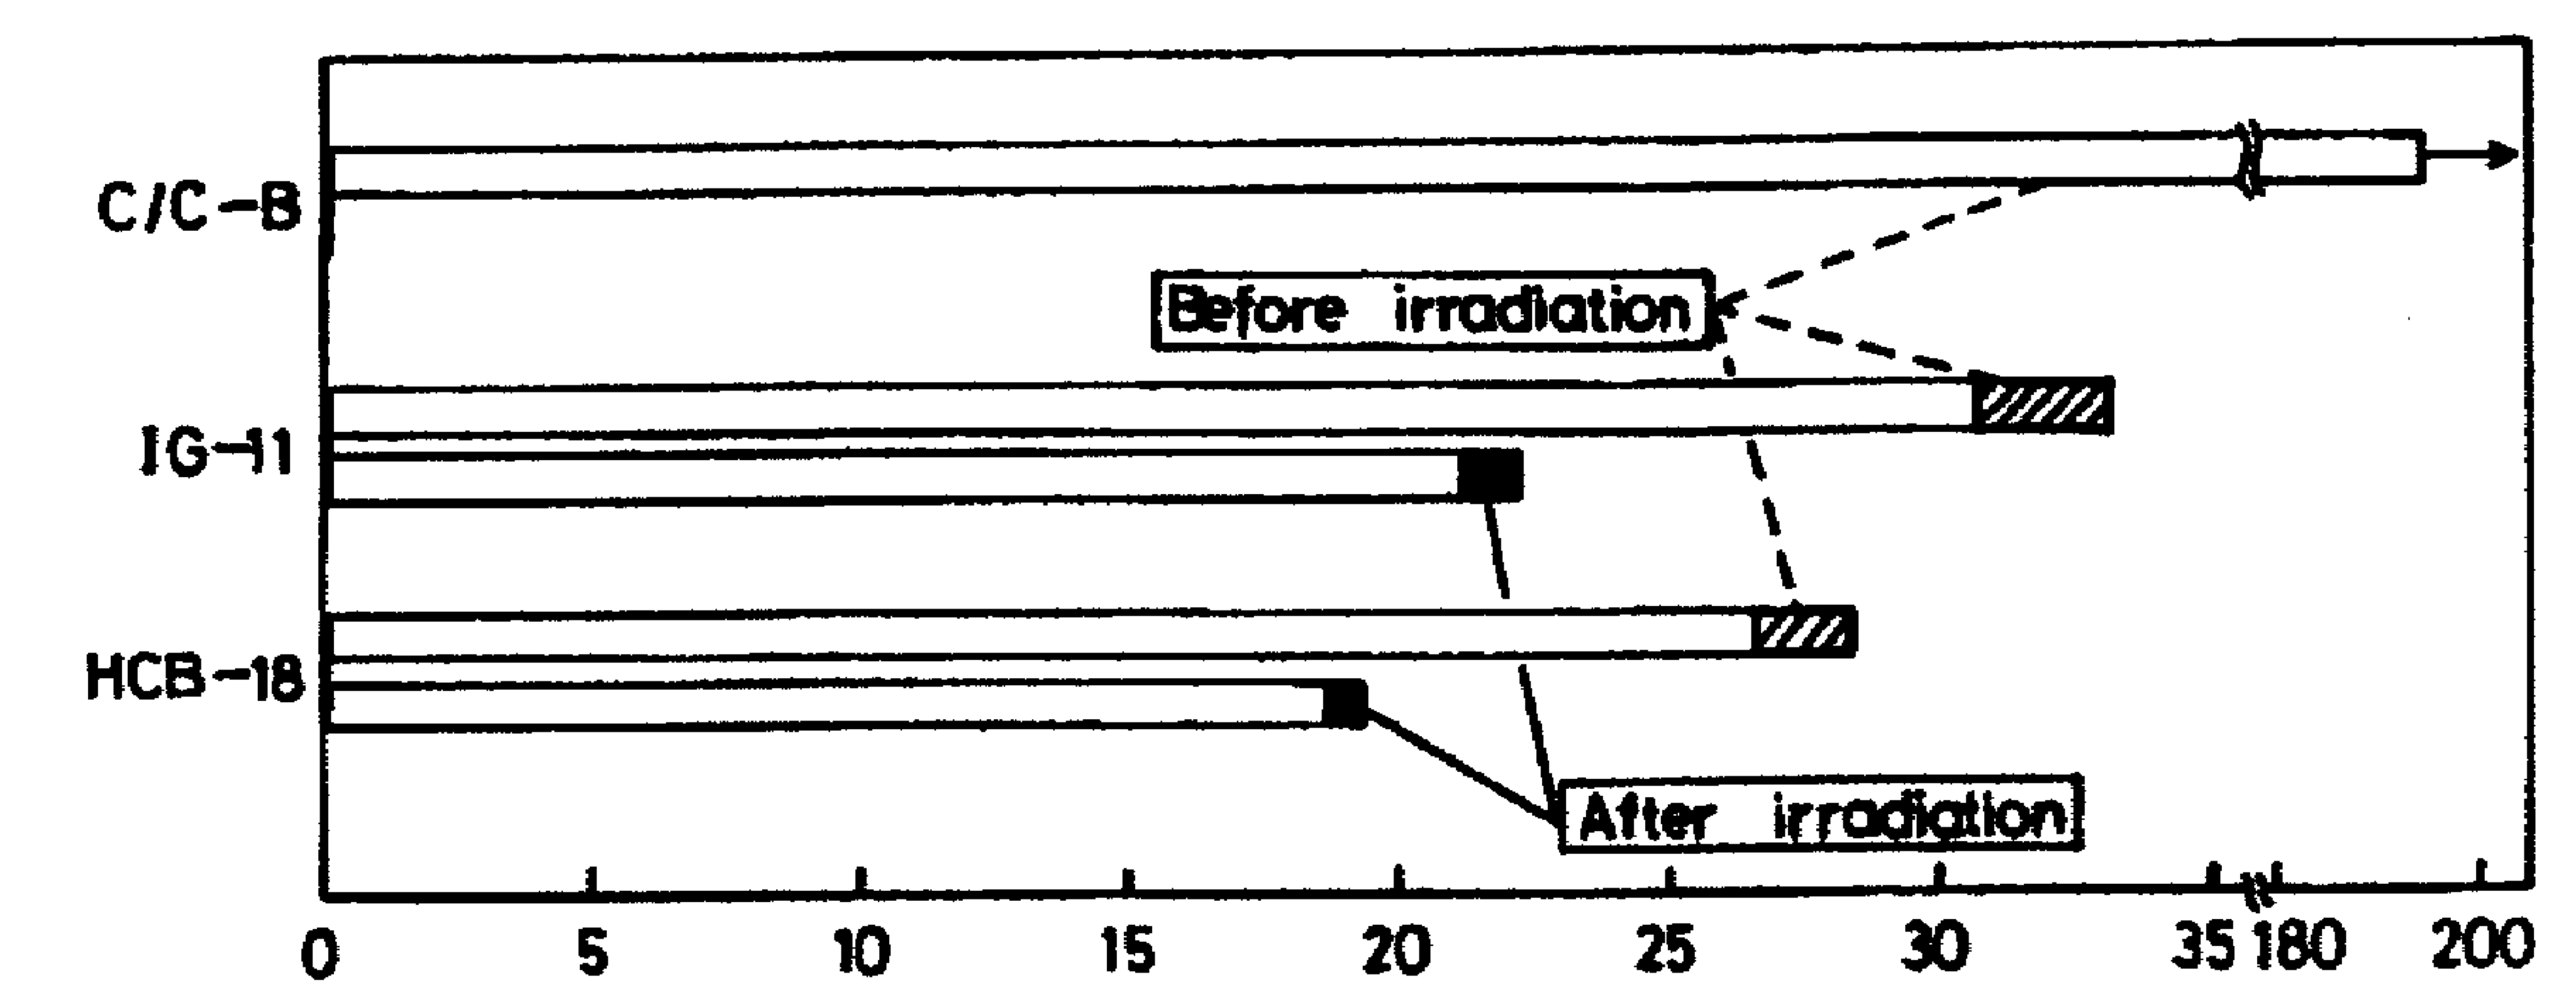 C/C-B
Before irradiation
IG-11
HCB-18
After irradiation
0 5 10 15 20 25 30 35 180 200